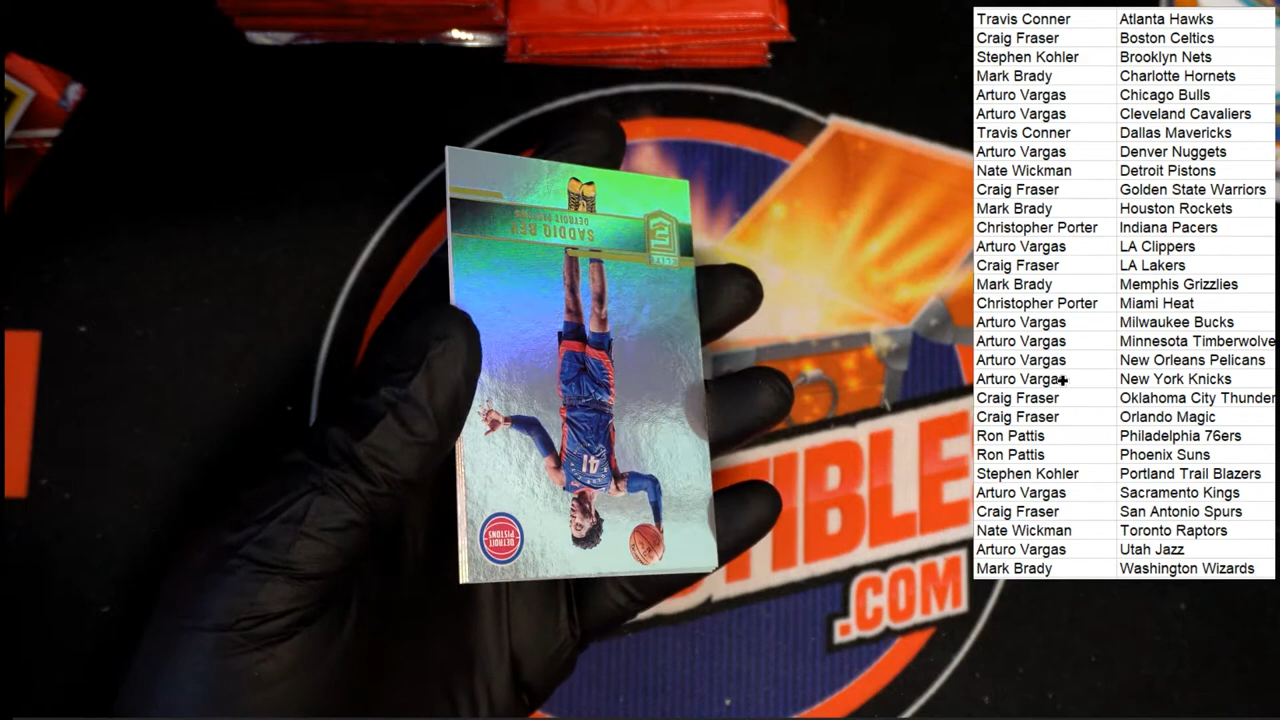 Travis Conner Atlanta Hawks
Craig Fraser Boston Celtics
Stephen Kohler Brooklyn Nets
Mark Brady Charlotte Hornets
Arturo Vargas Chicago Bulls
Arturo Vargas Cleveland Cavaliers
Travis Conner Dallas Mavericks
Arturo Vargas Denver Nuggets
Nate Wickman Detroit Pistons
Craig Fraser Golden State Warriors
Mark Brady Houston Rockets
Christopher Porter Indiana Pacers
Arturo Vargas LA Clippers
Craig Fraser LA Lakers
Mark Brady Memphis Grizzlies
Christopher Porter Miami Heat
Arturo Vargas Milwaukee Bucks
Arturo Vargas Minnesota Timberwolve
Arturo Vargas New Orleans Pelicans
Arturo Vargas New York Knicks
Craig Fraser Oklahoma City Thunder
Craig Fraser Orlando Magic
Ron Pattis Philadelphia 76ers
Ron Pattis Phoenix Suns
Stephen Kohler Portland Trail Blazers
Arturo Vargas Sacramento Kings
Craig Fraser San Antonio Spurs
Nate Wickman Toronto Raptors
Arturo Vargas Utah Jazz
Mark Brady Washington Wizards
ELITE
SADDIQ BEY
DETROIT PISTONS
41
DETROIT
PISTONS
TIBLE
.COM